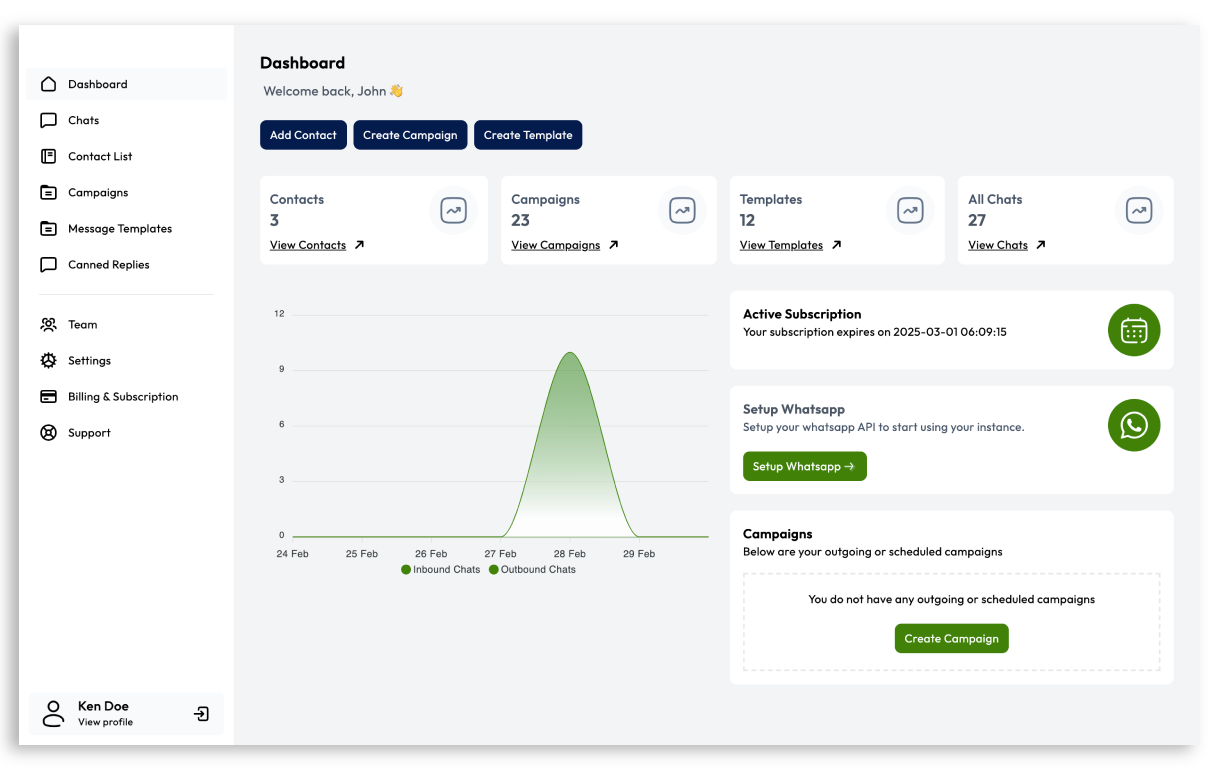 Dashboard
Chats
Contact List
Campaigns
Message Templates
Canned Replies
Team
Settings
Billing & Subscription
Support
Ken Doe
View profile
Dashboard
Welcome back, John 👋
Add Contact
Create Campaign
Create Template
Contacts
3
View Contacts
Campaigns
23
View Campaigns
Templates
12
View Templates
All Chats
27
View Chats
12
9
6
3
0
24 Feb 25 Feb 26 Feb 27 Feb 28 Feb 29 Feb
Inbound Chats Outbound Chats
Active Subscription
Your subscription expires on 2025-03-01 06:09:15
Setup Whatsapp
Setup your whatsapp API to start using your instance.
Setup Whatsapp →
Campaigns
Below are your outgoing or scheduled campaigns
You do not have any outgoing or scheduled campaigns
Create Campaign